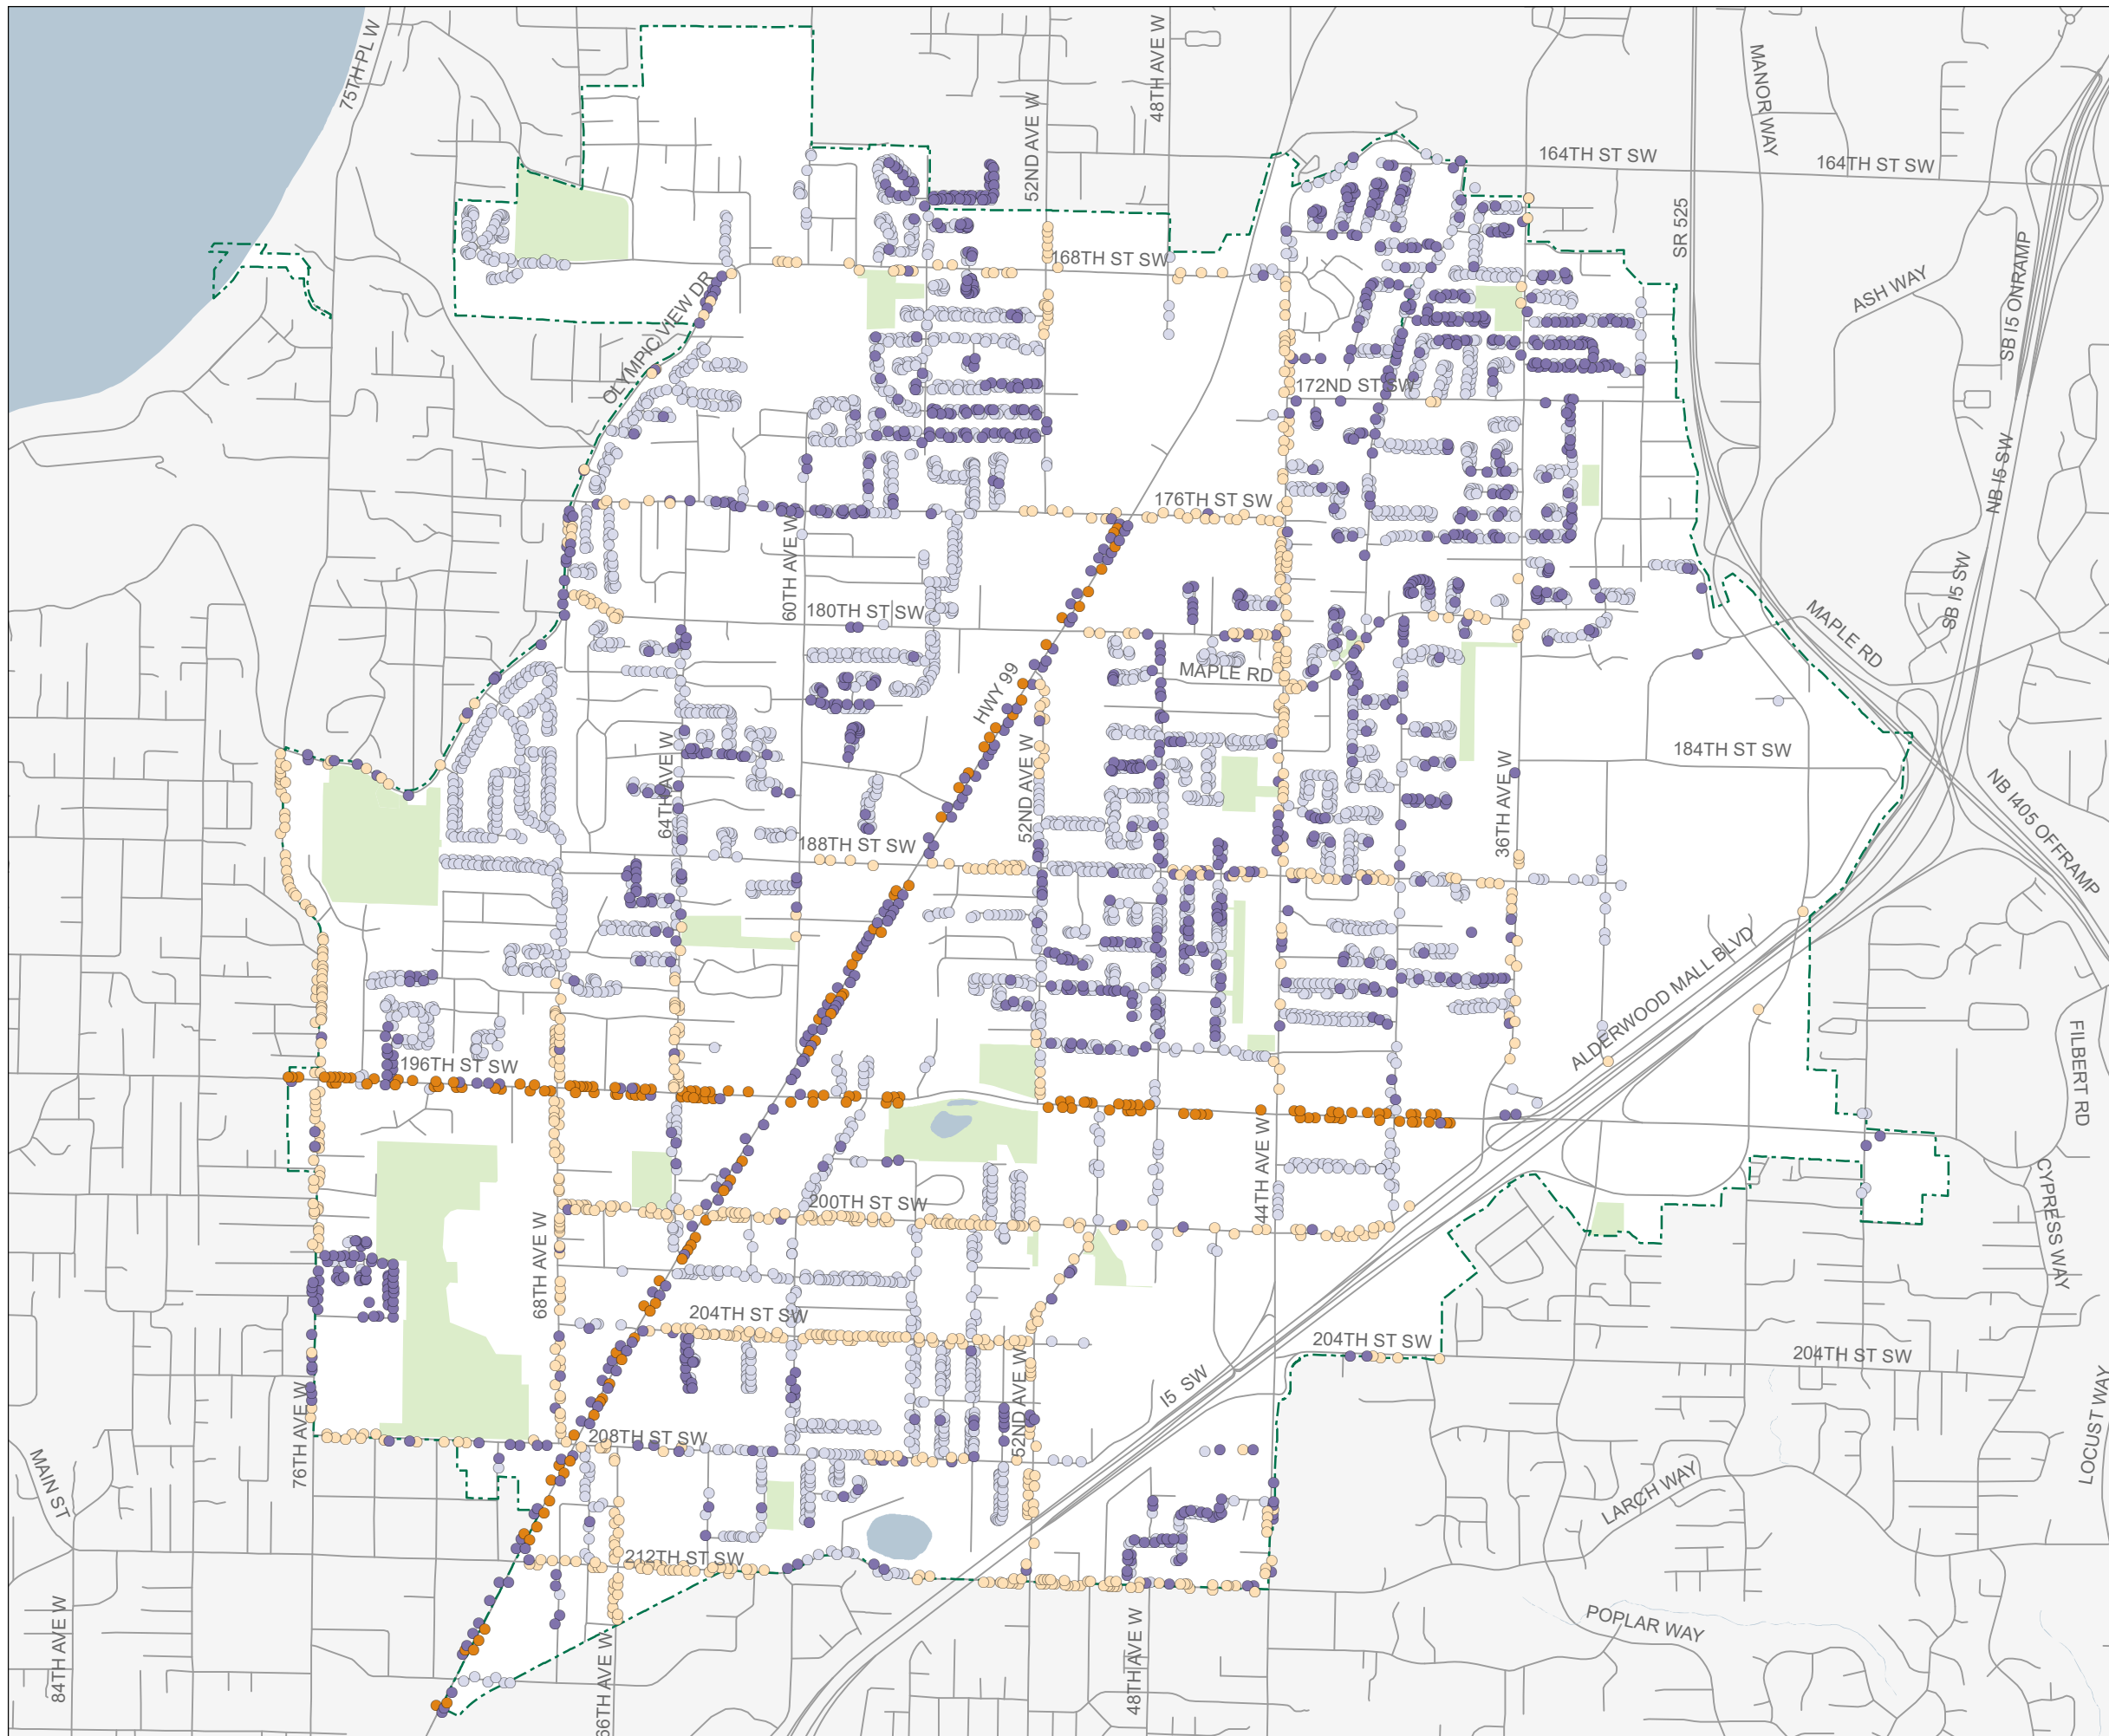 75TH PL W
48TH AVE W
52ND AVE W
MANOR WAY
164TH ST SW
164TH ST SW
SR 525
168TH ST SW
SB I5 ONRAMP
ASH WAY
OLYMPIC VIEW DR
172ND ST SW
NB I5 SW
176TH ST SW
60TH AVE W
180TH ST SW
SB I5 SW
MAPLE RD
MAPLE RD
HWY 99
184TH ST SW
64TH AVE W
52ND AVE W
36TH AVE W
NB I405 OFFRAMP
188TH ST SW
ALDERWOOD MALL BLVD
FILBERT RD
196TH ST SW
44TH AVE W
CYPRESS WAY
200TH ST SW
68TH AVE W
204TH ST SW
204TH ST SW
204TH ST SW
I5 SW
76TH AVE W
52ND AVE W
LOCUST WAY
208TH ST SW
MAIN ST
LARCH WAY
212TH ST SW
84TH AVE W
66TH AVE W
48TH AVE W
POPLAR WAY